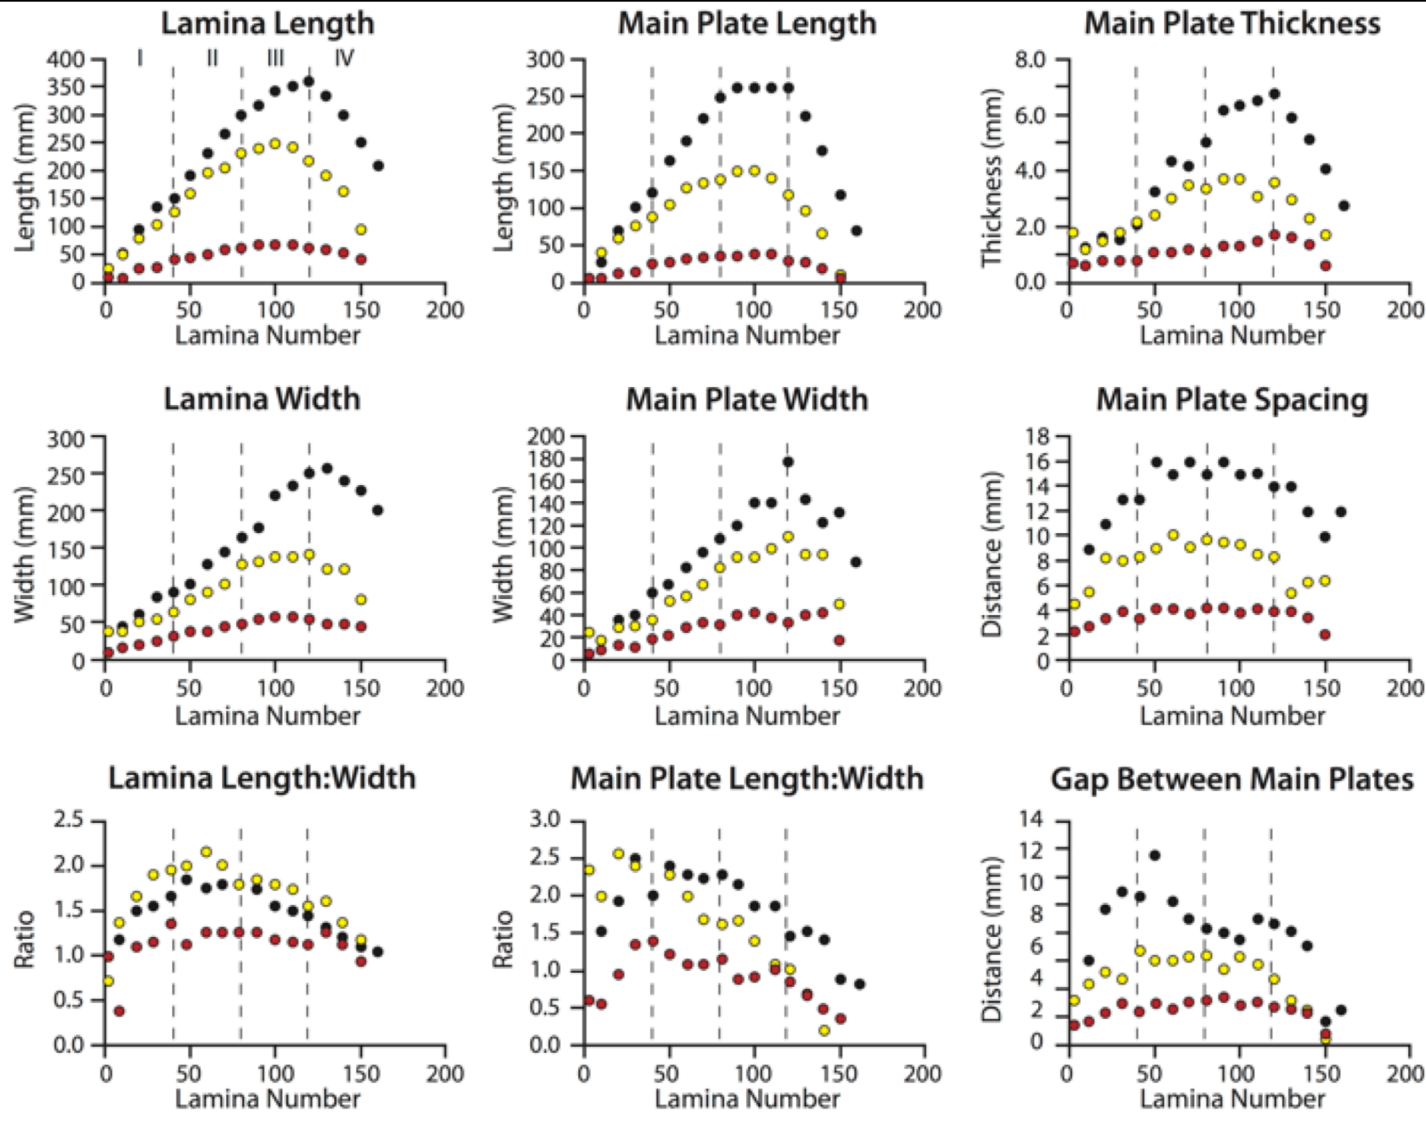 Lamina Length
I II III IV
400
350
300
250
200
150
100
50
0
Length (mm)
0 50 100 150 200
Lamina Number
Main Plate Length
300
250
200
150
100
50
0
Length (mm)
0 50 100 150 200
Lamina Number
Main Plate Thickness
8.0
6.0
4.0
2.0
0.0
Thickness (mm)
0 50 100 150 200
Lamina Number
Lamina Width
300
250
200
150
100
50
0
Width (mm)
0 50 100 150 200
Lamina Number
Main Plate Width
200
180
160
140
120
100
80
60
40
20
0
Width (mm)
0 50 100 150 200
Lamina Number
Main Plate Spacing
18
16
14
12
10
8
6
4
2
0
Distance (mm)
0 50 100 150 200
Lamina Number
Lamina Length:Width
2.5
2.0
1.5
1.0
0.5
0.0
Ratio
0 50 100 150 200
Lamina Number
Main Plate Length:Width
3.0
2.5
2.0
1.5
1.0
0.5
0.0
Ratio
0 50 100 150 200
Lamina Number
Gap Between Main Plates
14
12
10
8
6
4
2
0
Distance (mm)
0 50 100 150 200
Lamina Number